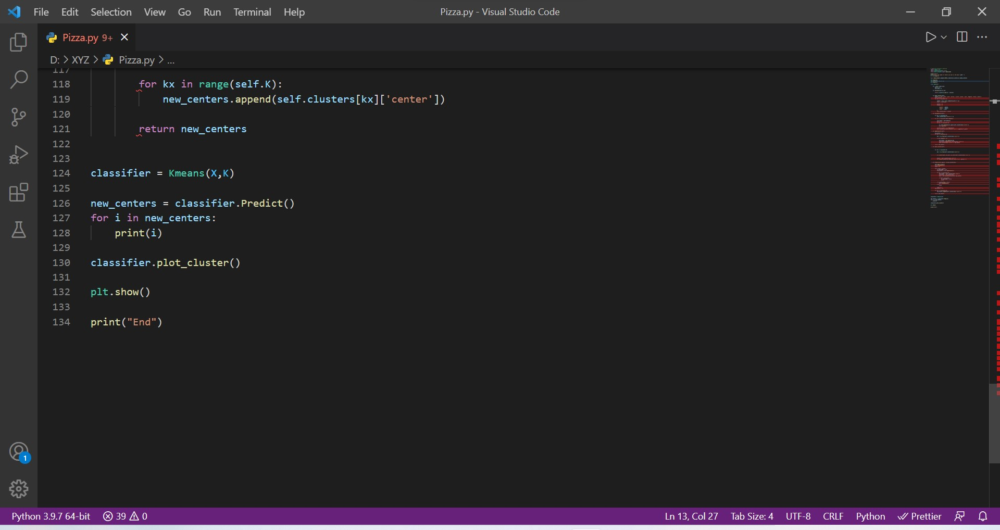 File Edit Selection View Go Run Terminal Help
Pizza.py - Visual Studio Code
Pizza.py 9+
D: > XYZ > Pizza.py > ...
117
118 for kx in range(self.K):
119 new_centers.append(self.clusters[kx]['center'])
120
121 return new_centers
122
123
124 classifier = Kmeans(X,K)
125
126 new_centers = classifier.Predict()
127 for i in new_centers:
128 print(i)
129
130 classifier.plot_cluster()
131
132 plt.show()
133
134 print("End")
1
Python 3.9.7 64-bit 39 0 Ln 13, Col 27 Tab Size: 4 UTF-8 CRLF Python Prettier